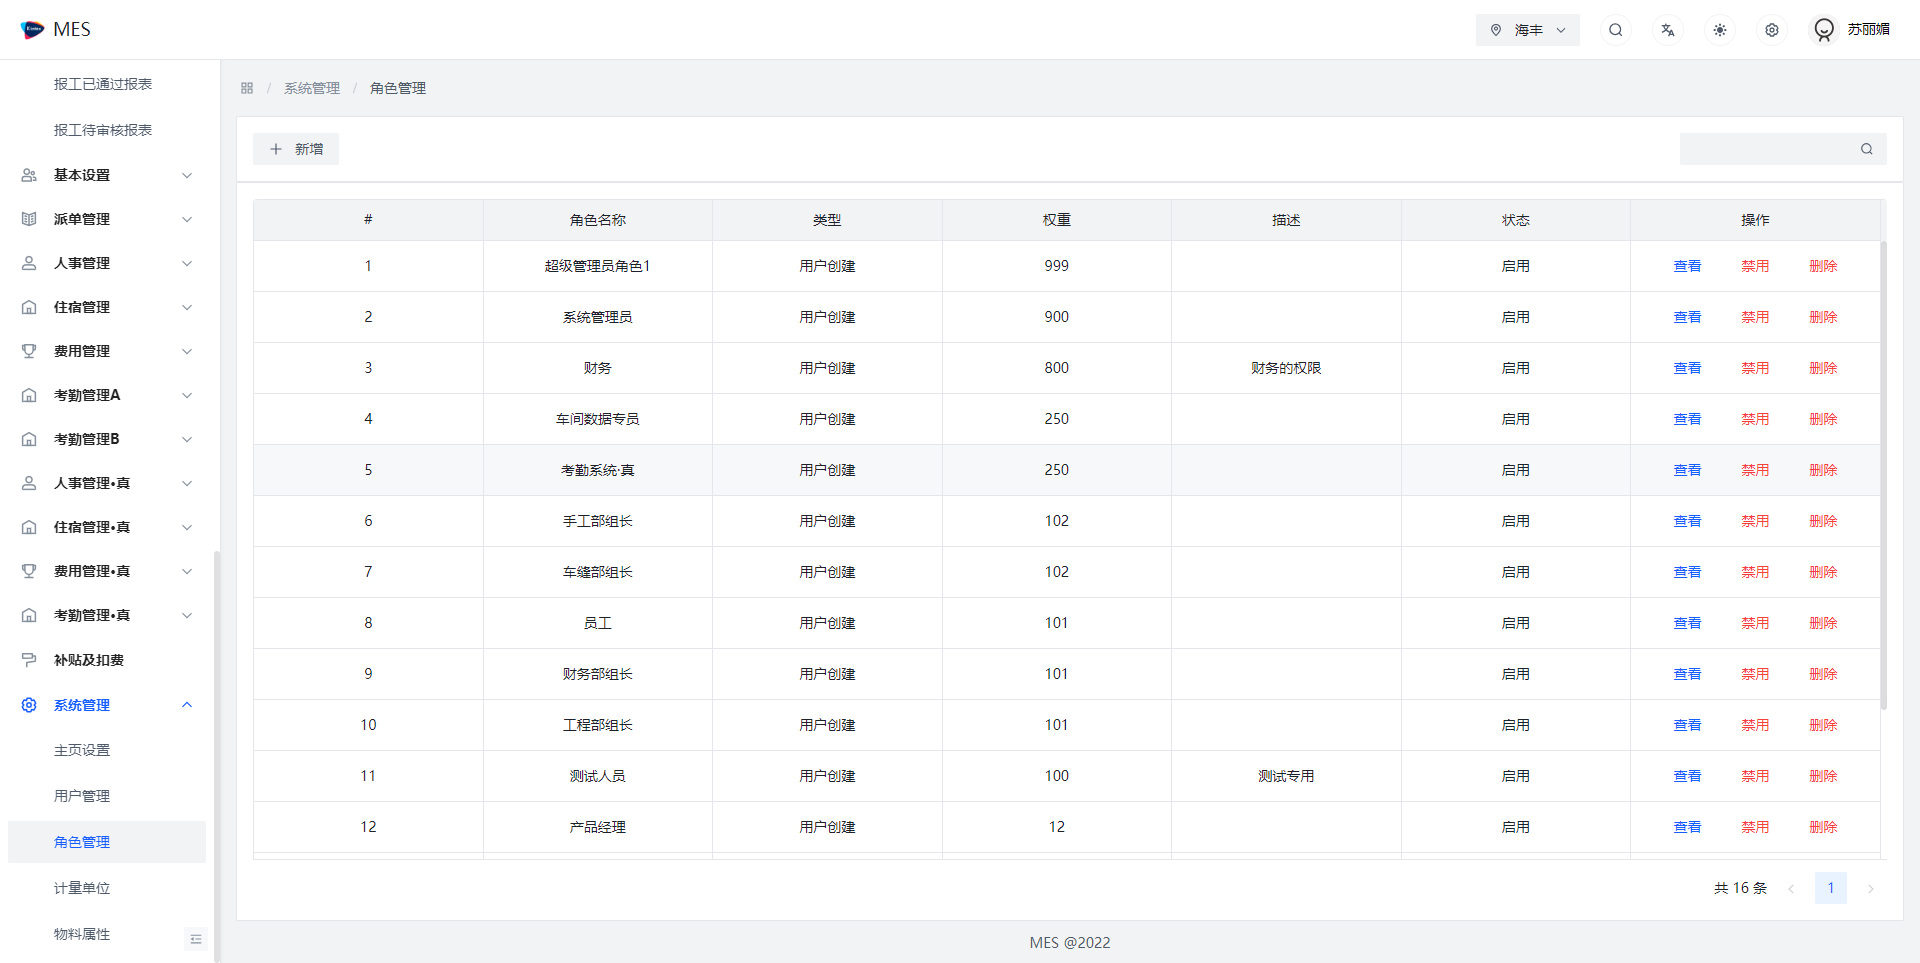 MES
海丰
苏丽媚
报工已通过报表
报工待审核报表
基本设置
派单管理
人事管理
住宿管理
费用管理
考勤管理A
考勤管理B
人事管理•真
住宿管理•真
费用管理•真
考勤管理•真
补贴及扣费
系统管理
主页设置
用户管理
角色管理
计量单位
物料属性
/ 系统管理 / 角色管理
新增
# 角色名称 类型 权重 描述 状态 操作
1 超级管理员角色1 用户创建 999 启用 查看 禁用 删除
2 系统管理员 用户创建 900 启用 查看 禁用 删除
3 财务 用户创建 800 财务的权限 启用 查看 禁用 删除
4 车间数据专员 用户创建 250 启用 查看 禁用 删除
5 考勤系统·真 用户创建 250 启用 查看 禁用 删除
6 手工部组长 用户创建 102 启用 查看 禁用 删除
7 车缝部组长 用户创建 102 启用 查看 禁用 删除
8 员工 用户创建 101 启用 查看 禁用 删除
9 财务部组长 用户创建 101 启用 查看 禁用 删除
10 工程部组长 用户创建 101 启用 查看 禁用 删除
11 测试人员 用户创建 100 测试专用 启用 查看 禁用 删除
12 产品经理 用户创建 12 启用 查看 禁用 删除
共 16 条 1
MES @2022